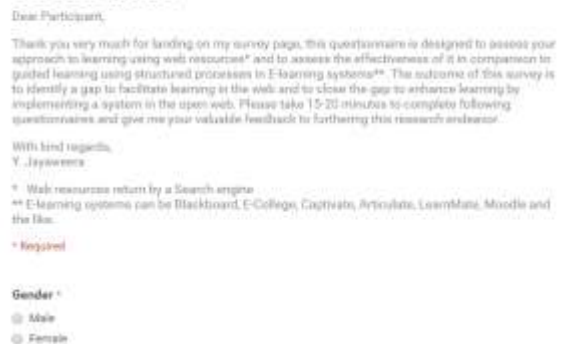 Dear Participant,
Thank you very much for landing on my survey page, this questionnaire is designed to assess your
approach to learning using web resources* and to assess the effectiveness of it in comparison to
guided learning using structured processes in E-learning systems**. The outcome of this survey is
to identify a gap to facilitate learning in the web and to close the gap to enhance learning by
implementing a system in the open web. Please take 15-20 minutes to complete following
questionnaires and give me your valuable feedback to furthering this research endeavor.
With kind regards,
Y. Jayaweera
* Web resources return by a Search engine
** E-learning systems can be Blackboard, E-College, Captivate, Articulate, LearnMate, Moodle and
the like.
* Required
Gender *
Male
Female